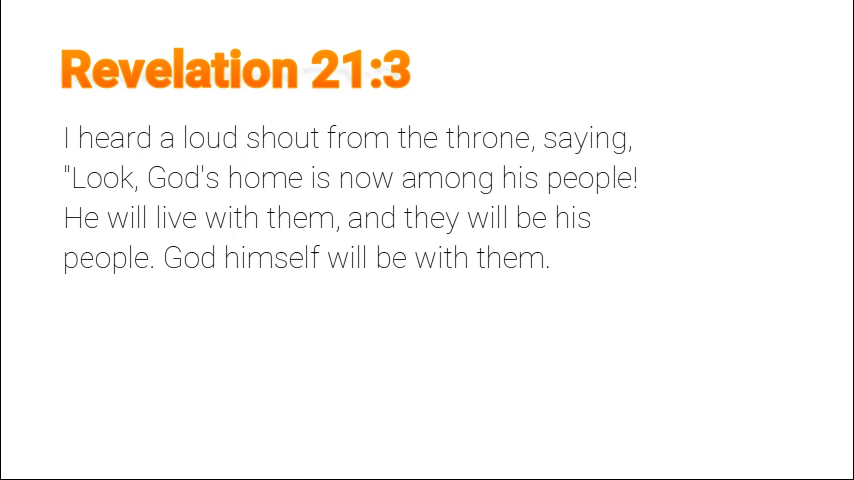 Revelation 21:3
I heard a loud shout from the throne, saying,
"Look, God's home is now among his people!
He will live with them, and they will be his
people. God himself will be with them.